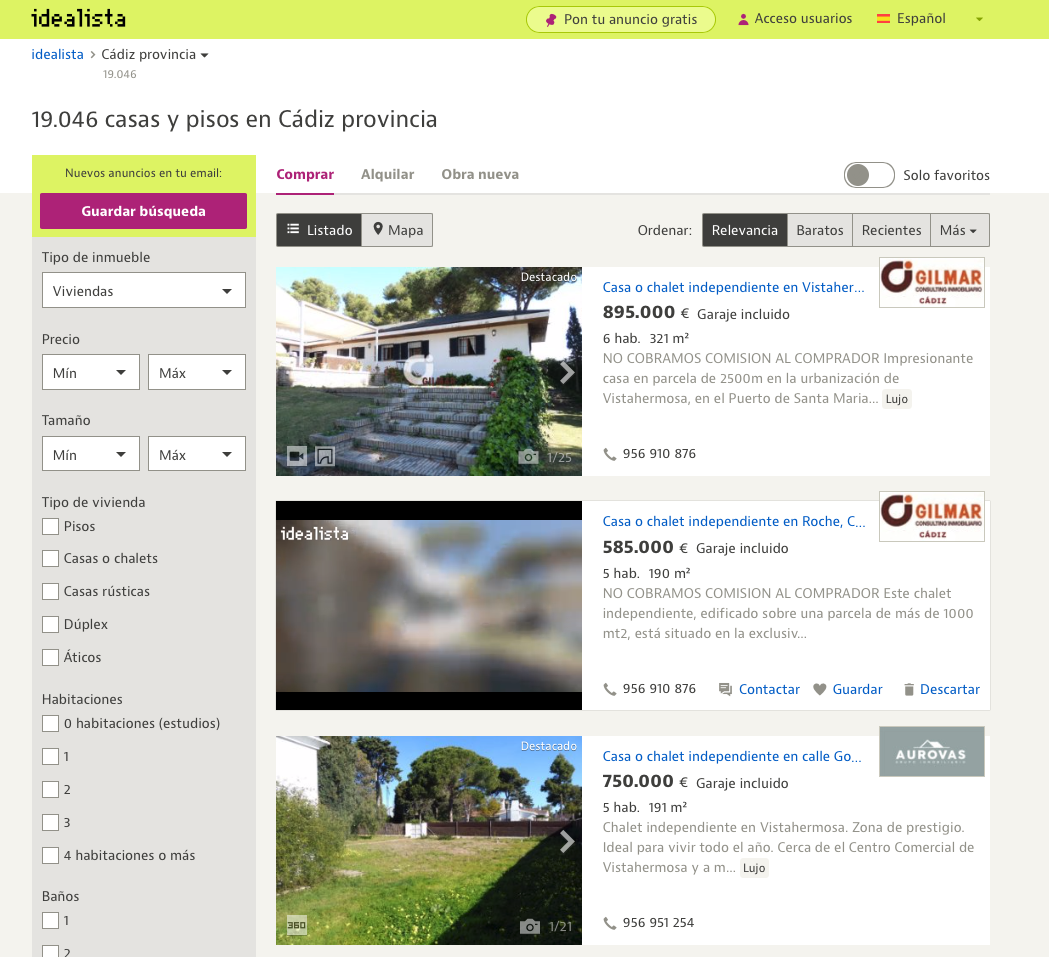 idealista
Pon tu anuncio gratis
Acceso usuarios
Español
idealista > Cádiz provincia
19.046
19.046 casas y pisos en Cádiz provincia
Nuevos anuncios en tu email:
Guardar búsqueda
Tipo de inmueble
Viviendas
Precio
Mín Máx
Tamaño
Mín Máx
Tipo de vivienda
Pisos
Casas o chalets
Casas rústicas
Dúplex
Áticos
Habitaciones
0 habitaciones (estudios)
1
2
3
4 habitaciones o más
Baños
1
2
Comprar Alquilar Obra nueva
Solo favoritos
Listado Mapa
Ordenar: Relevancia Baratos Recientes Más
Destacado
GILMAR
1/25
Casa o chalet independiente en Vistaher...
GILMAR
CONSULTING INMOBILIARIO
CÁDIZ
895.000 € Garaje incluido
6 hab. 321 m²
NO COBRAMOS COMISION AL COMPRADOR Impresionante
casa en parcela de 2500m en la urbanización de
Vistahermosa, en el Puerto de Santa Maria... Lujo
956 910 876
idealista
Casa o chalet independiente en Roche, C...
GILMAR
CONSULTING INMOBILIARIO
CÁDIZ
585.000 € Garaje incluido
5 hab. 190 m²
NO COBRAMOS COMISION AL COMPRADOR Este chalet
independiente, edificado sobre una parcela de más de 1000
mt2, está situado en la exclusiv...
956 910 876 Contactar Guardar Descartar
Destacado
360
1/21
Casa o chalet independiente en calle Go...
AUROVAS
GRUPO INMOBILIARIO
750.000 € Garaje incluido
5 hab. 191 m²
Chalet independiente en Vistahermosa. Zona de prestigio.
Ideal para vivir todo el año. Cerca de el Centro Comercial de
Vistahermosa y a m... Lujo
956 951 254